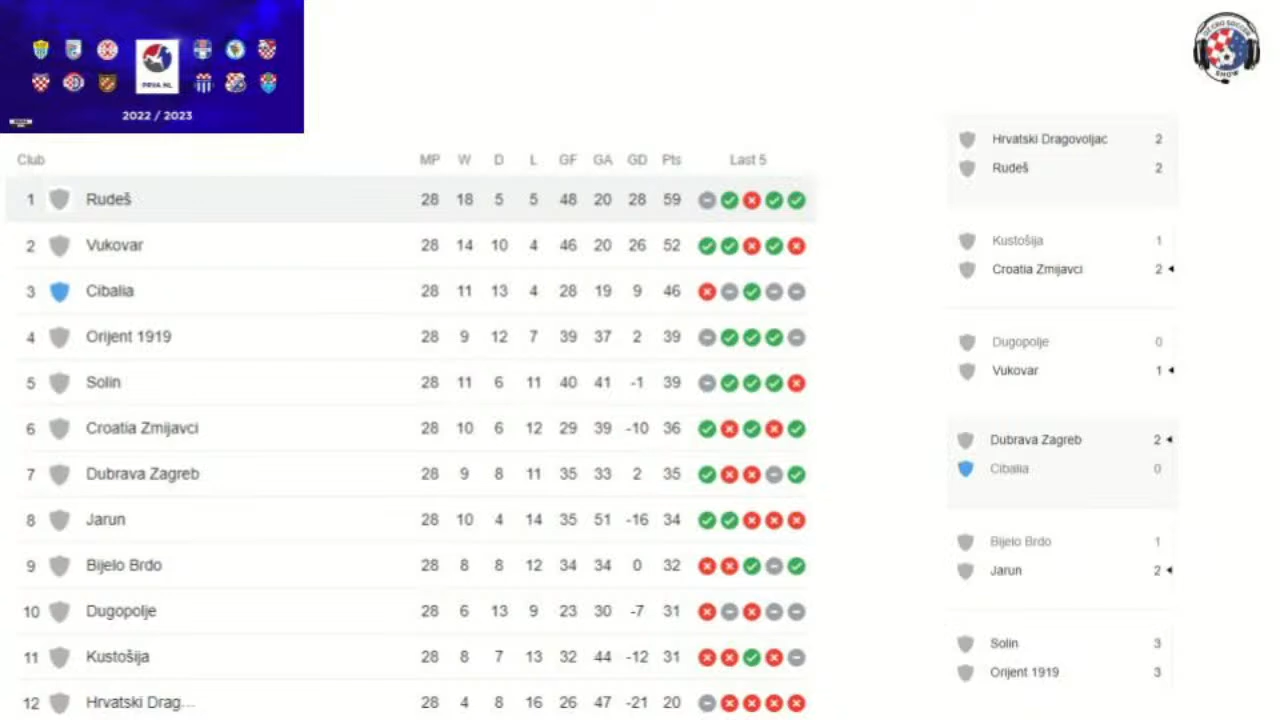 PRVA NL
2022 / 2023
OZ CRO SOCCER
SHOW
Club MP W D L GF GA GD Pts Last 5
1 Rudeš 28 18 5 5 48 20 28 59
2 Vukovar 28 14 10 4 46 20 26 52
3 Cibalia 28 11 13 4 28 19 9 46
4 Orijent 1919 28 9 12 7 39 37 2 39
5 Solin 28 11 6 11 40 41 -1 39
6 Croatia Zmijavci 28 10 6 12 29 39 -10 36
7 Dubrava Zagreb 28 9 8 11 35 33 2 35
8 Jarun 28 10 4 14 35 51 -16 34
9 Bijelo Brdo 28 8 8 12 34 34 0 32
10 Dugopolje 28 6 13 9 23 30 -7 31
11 Kustošija 28 8 7 13 32 44 -12 31
12 Hrvatski Drag... 28 4 8 16 26 47 -21 20
Hrvatski Dragovoljac 2
Rudeš 2
Kustošija 1
Croatia Zmijavci 2
Dugopolje 0
Vukovar 1
Dubrava Zagreb 2
Cibalia 0
Bijelo Brdo 1
Jarun 2
Solin 3
Orijent 1919 3